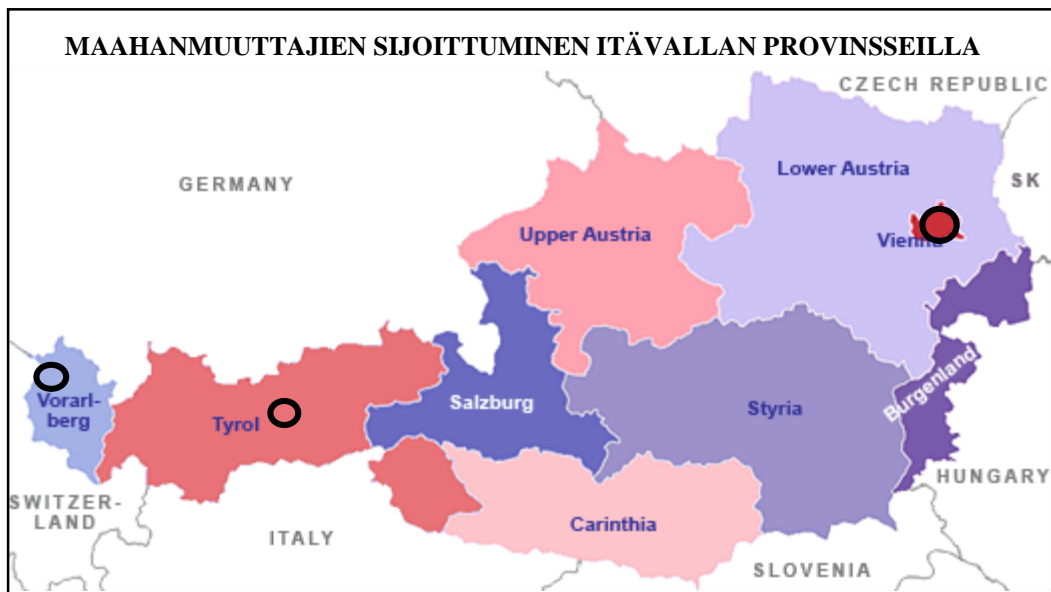 MAAHANMUUTTAJIEN SIJOITTUMINEN ITÄVALLAN PROVINSSEILLA
CZECH REPUBLIC
GERMANY
Lower Austria
SK
Upper Austria
Vienna
Vorarl-
berg
Tyrol
Salzburg
Styria
Burgenland
HUNGARY
SWITZER-
LAND
ITALY
Carinthia
SLOVENIA